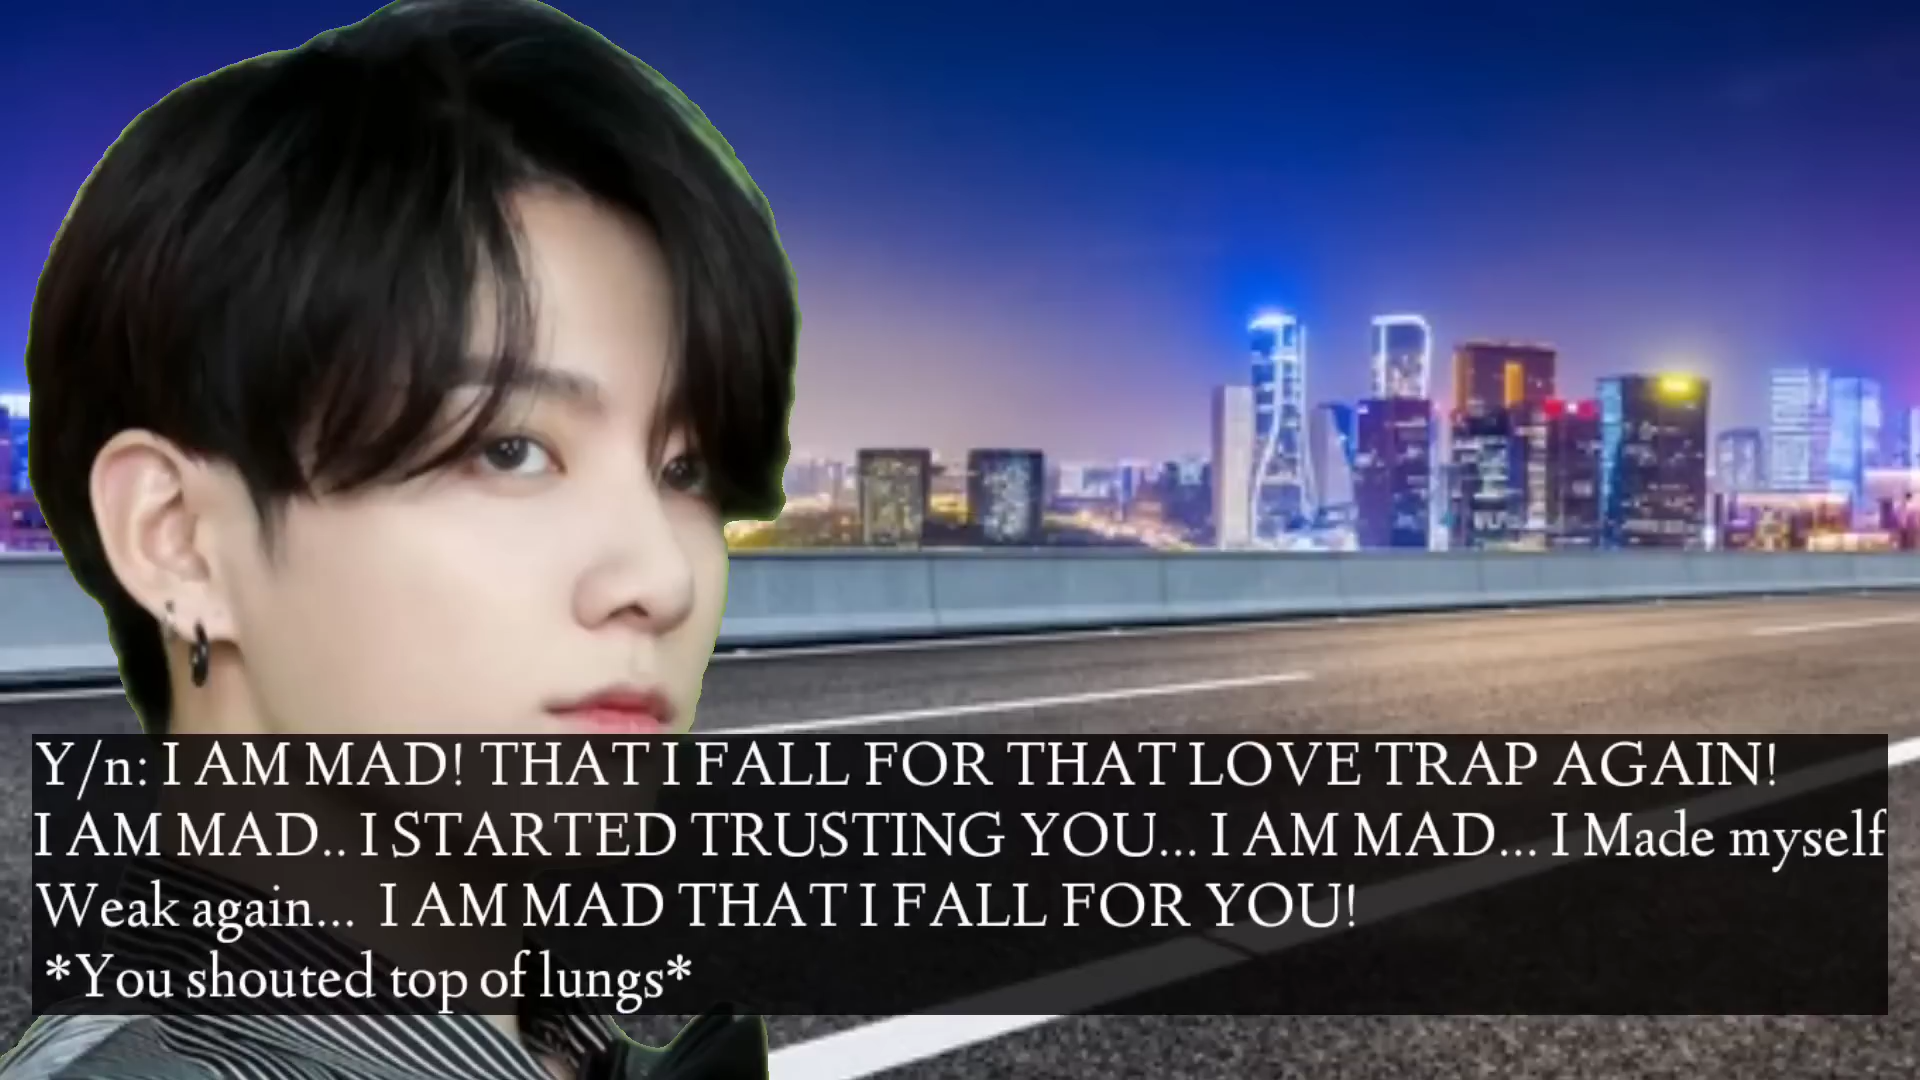 Y/n: I AM MAD! THAT I FALL FOR THAT LOVE TRAP AGAIN!
I AM MAD.. I STARTED TRUSTING YOU... I AM MAD... I Made myself
Weak again... I AM MAD THAT I FALL FOR YOU!
*You shouted top of lungs*